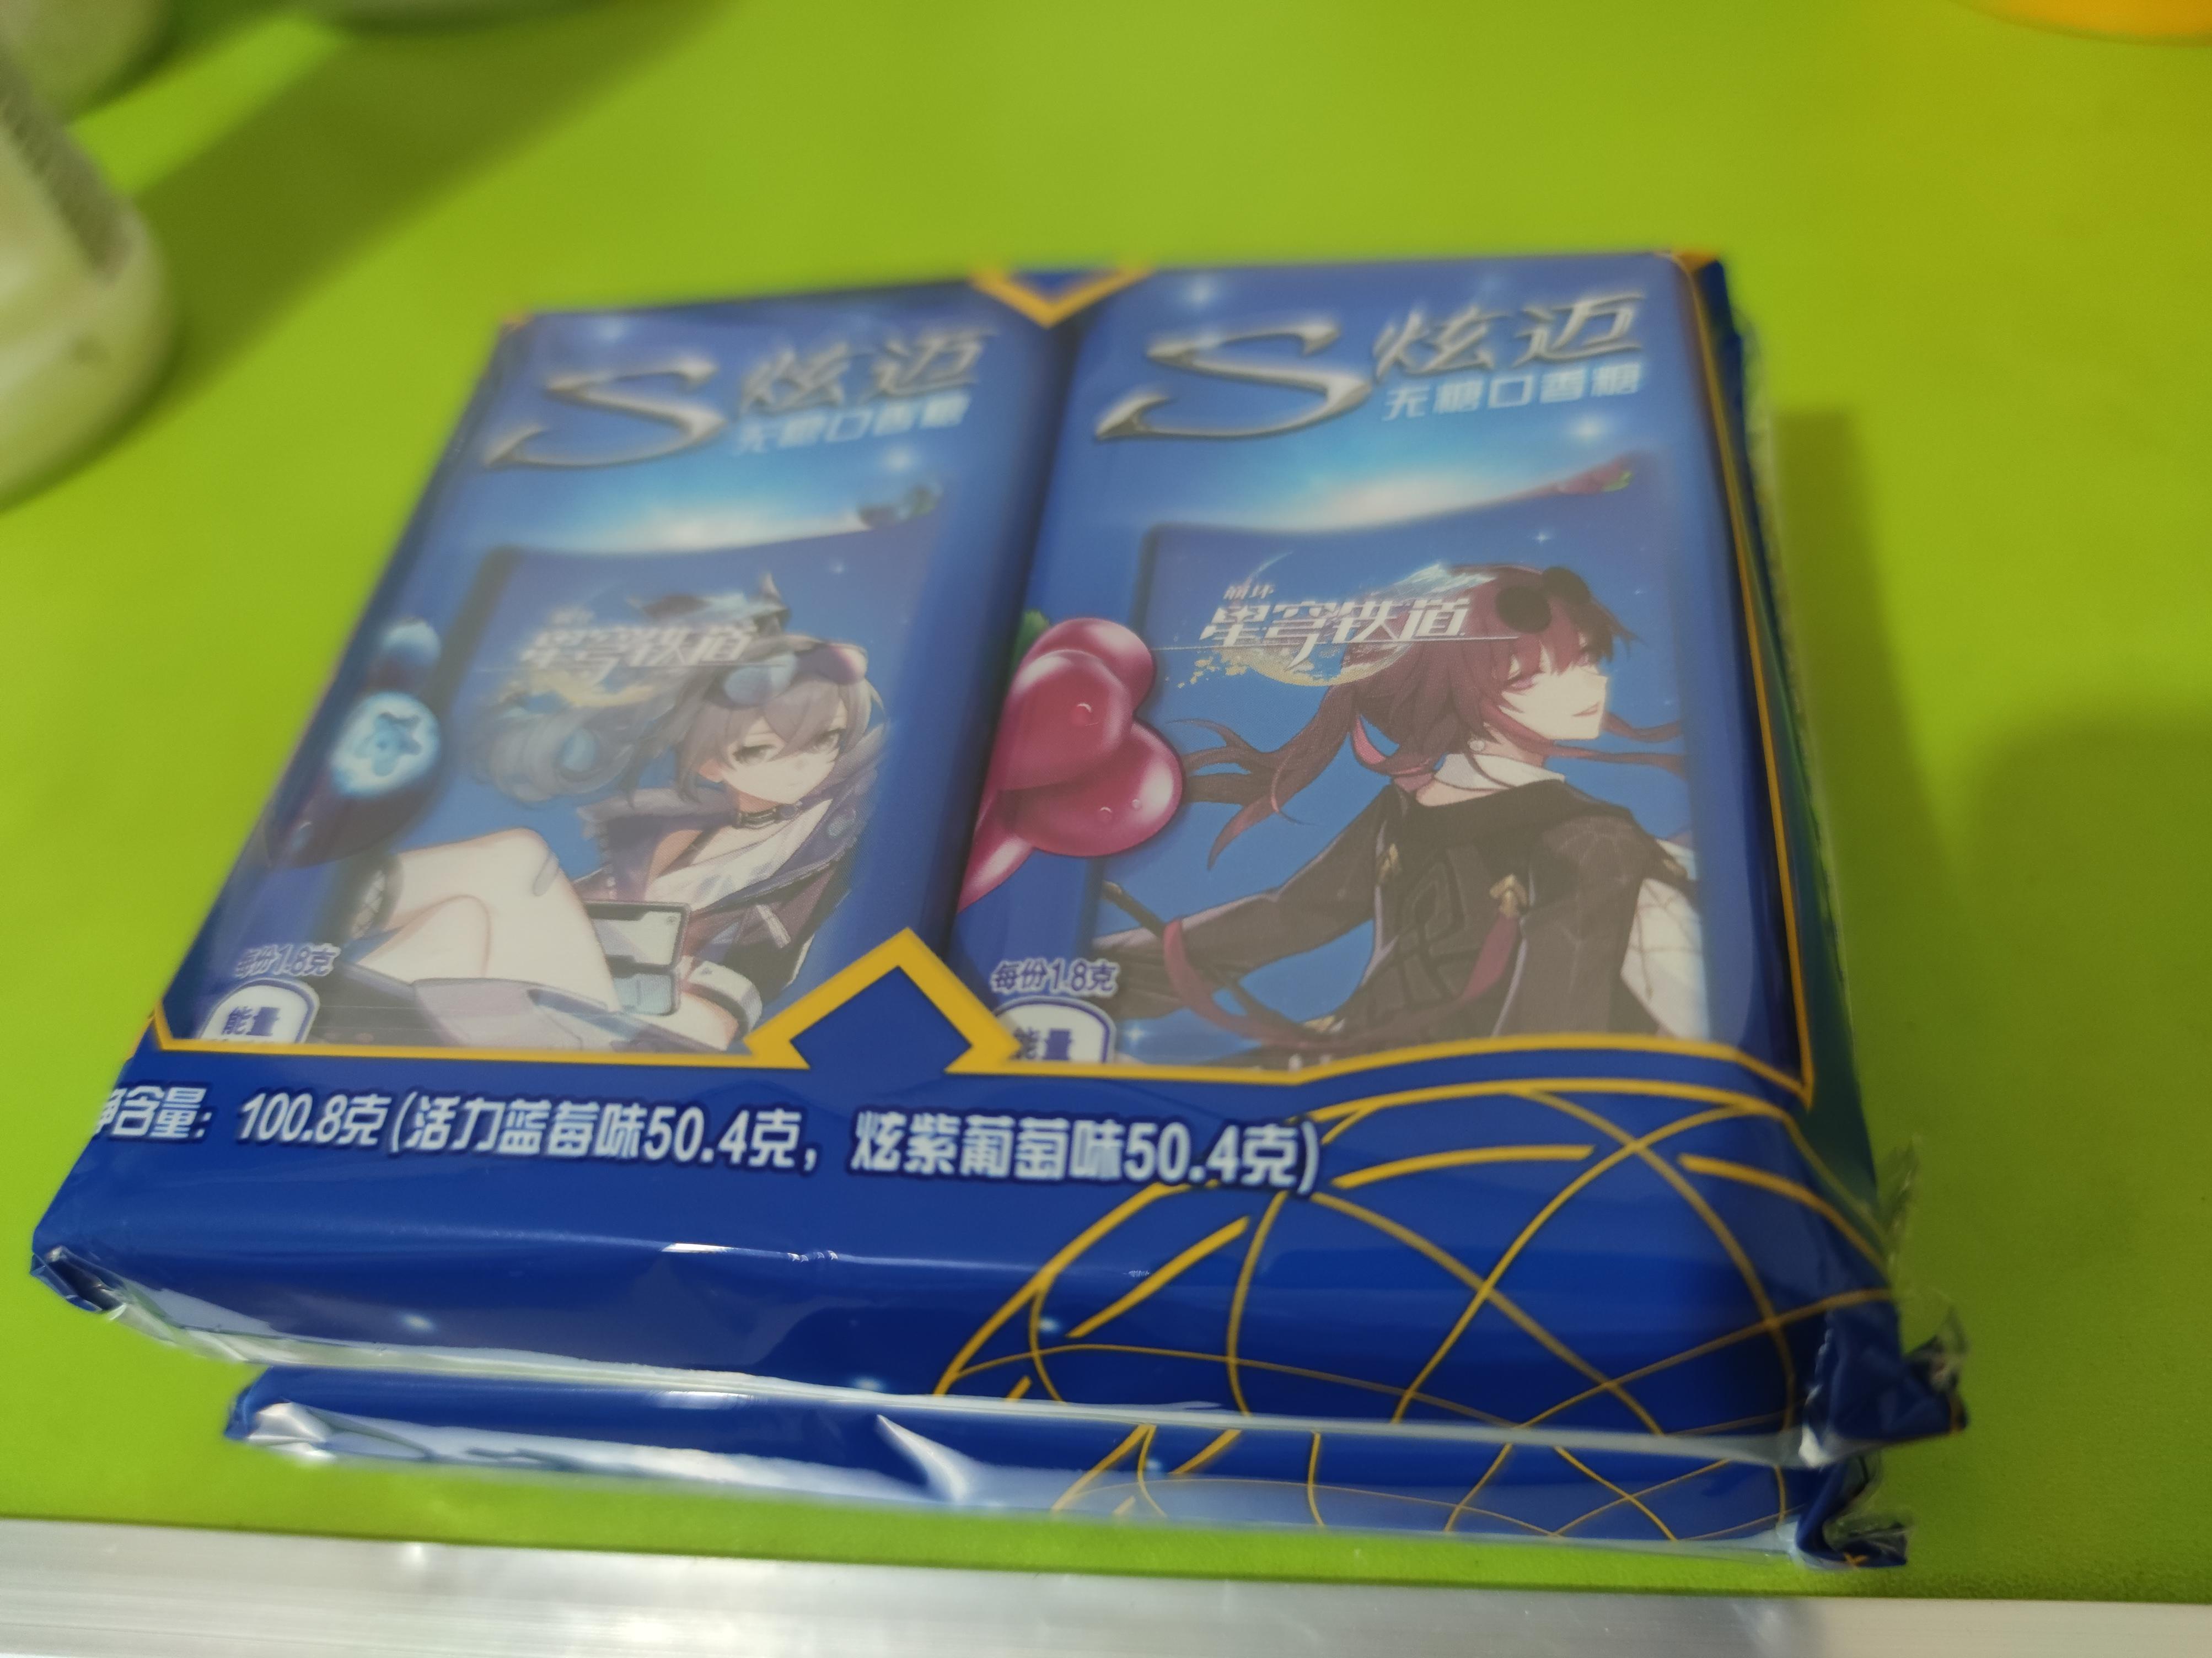 S炫迈
无糖口香糖
S炫迈
无糖口香糖
星穹铁道
崩坏
星穹铁道
每份1.8克
能量
每份1.8克
能量
净含量：100.8克(活力蓝莓味50.4克，炫紫葡萄味50.4克)